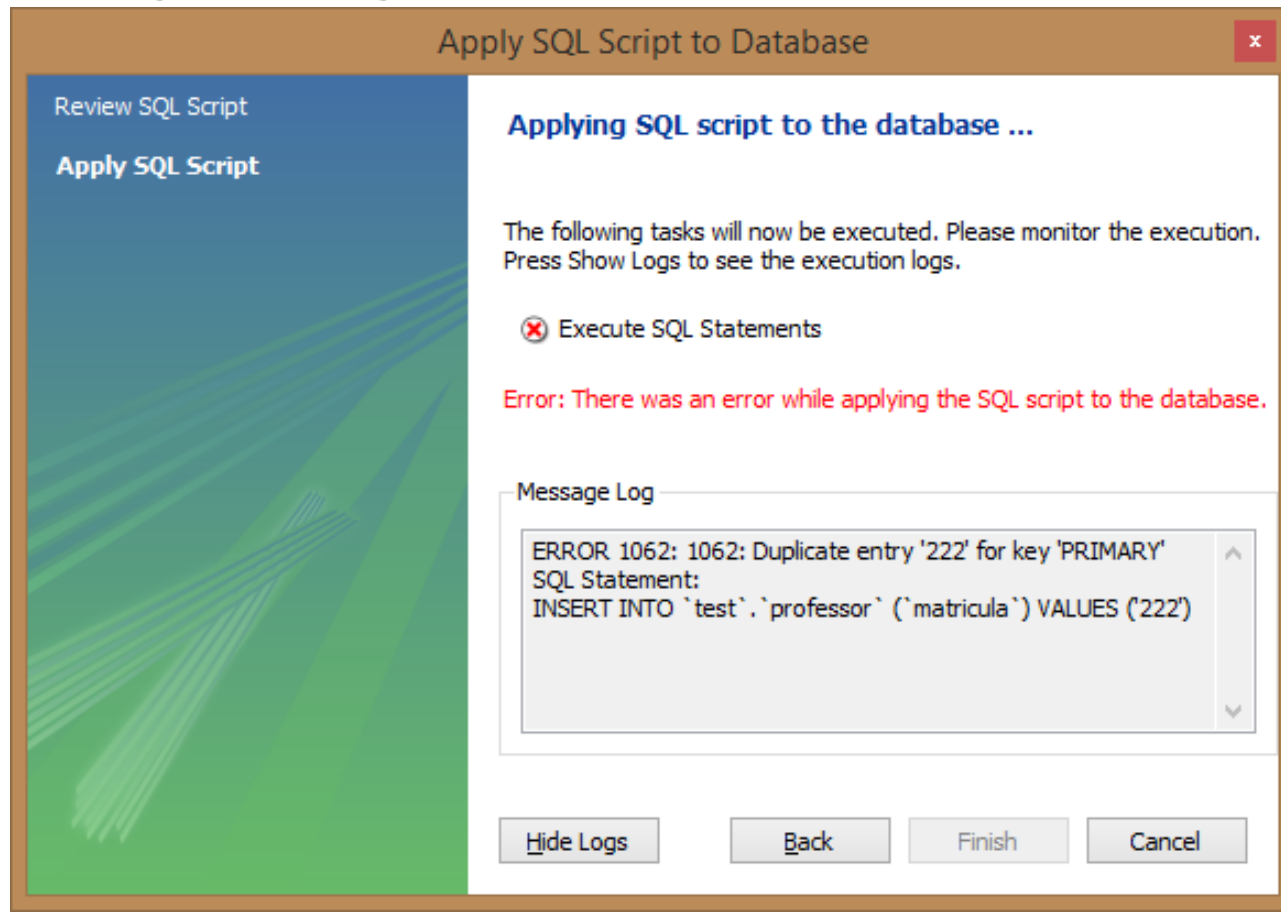 Apply SQL Script to Database
x
Review SQL Script
Apply SQL Script
Applying SQL script to the database ...
The following tasks will now be executed. Please monitor the execution.
Press Show Logs to see the execution logs.
Execute SQL Statements
Error: There was an error while applying the SQL script to the database.
Message Log
ERROR 1062: 1062: Duplicate entry '222' for key 'PRIMARY'
SQL Statement:
INSERT INTO `test`.`professor` (`matricula`) VALUES ('222')
Hide Logs
Back
Finish
Cancel